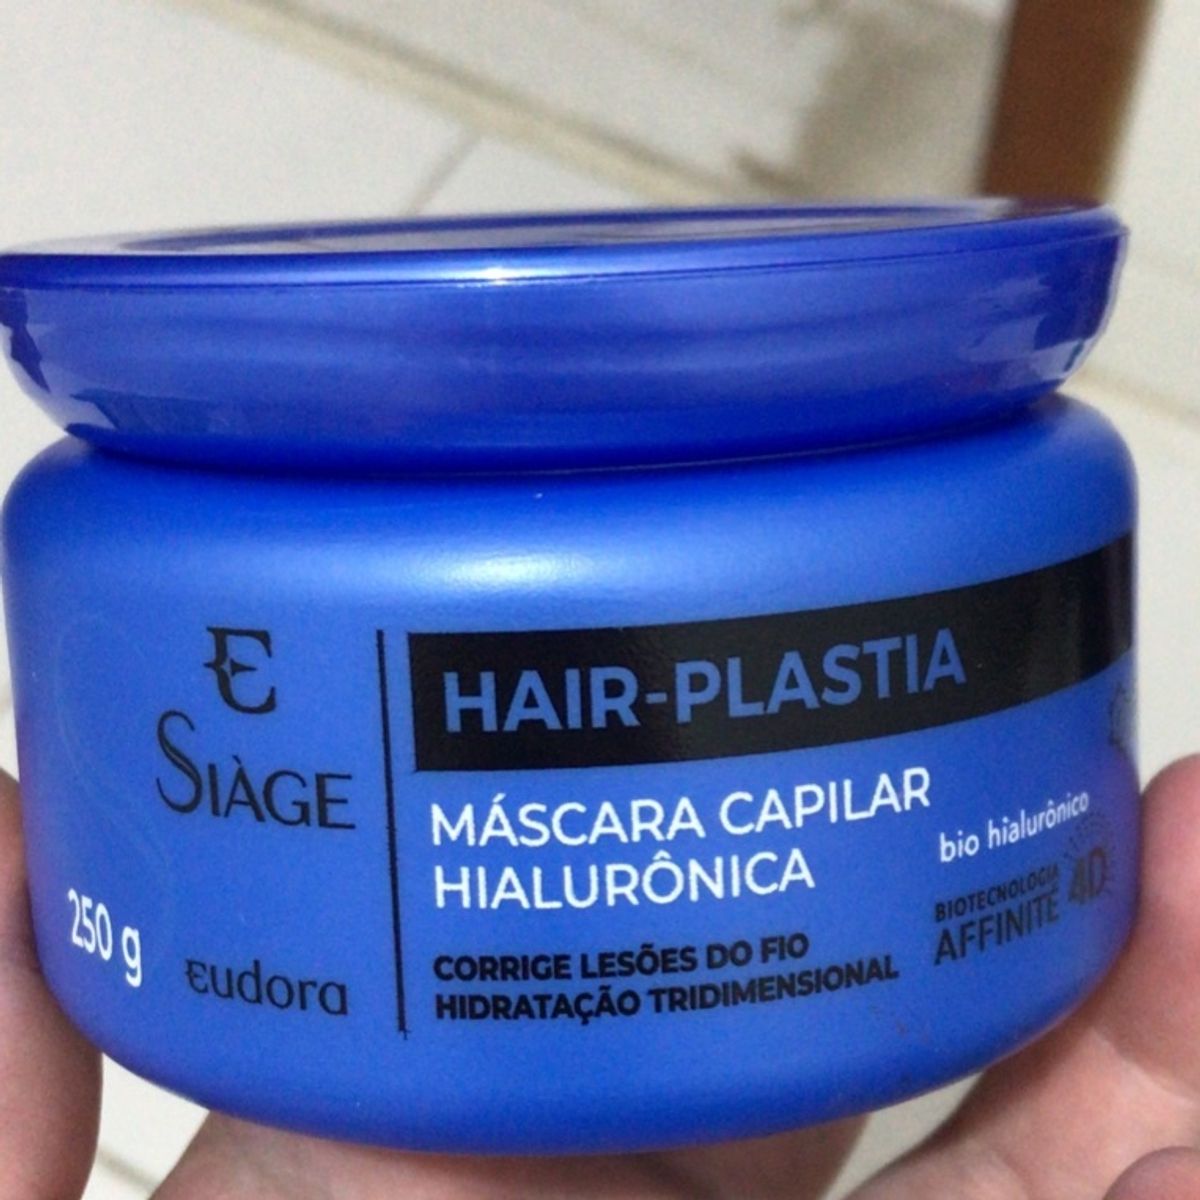 E
SIÀGE
250 g
eudora
HAIR-PLASTIA
MÁSCARA CAPILAR
HIALURÔNICA
CORRIGE LESÕES DO FIO
HIDRATAÇÃO TRIDIMENSIONAL
bio hialurônico
BIOTECNOLOGIA
AFFINITÉ 4D